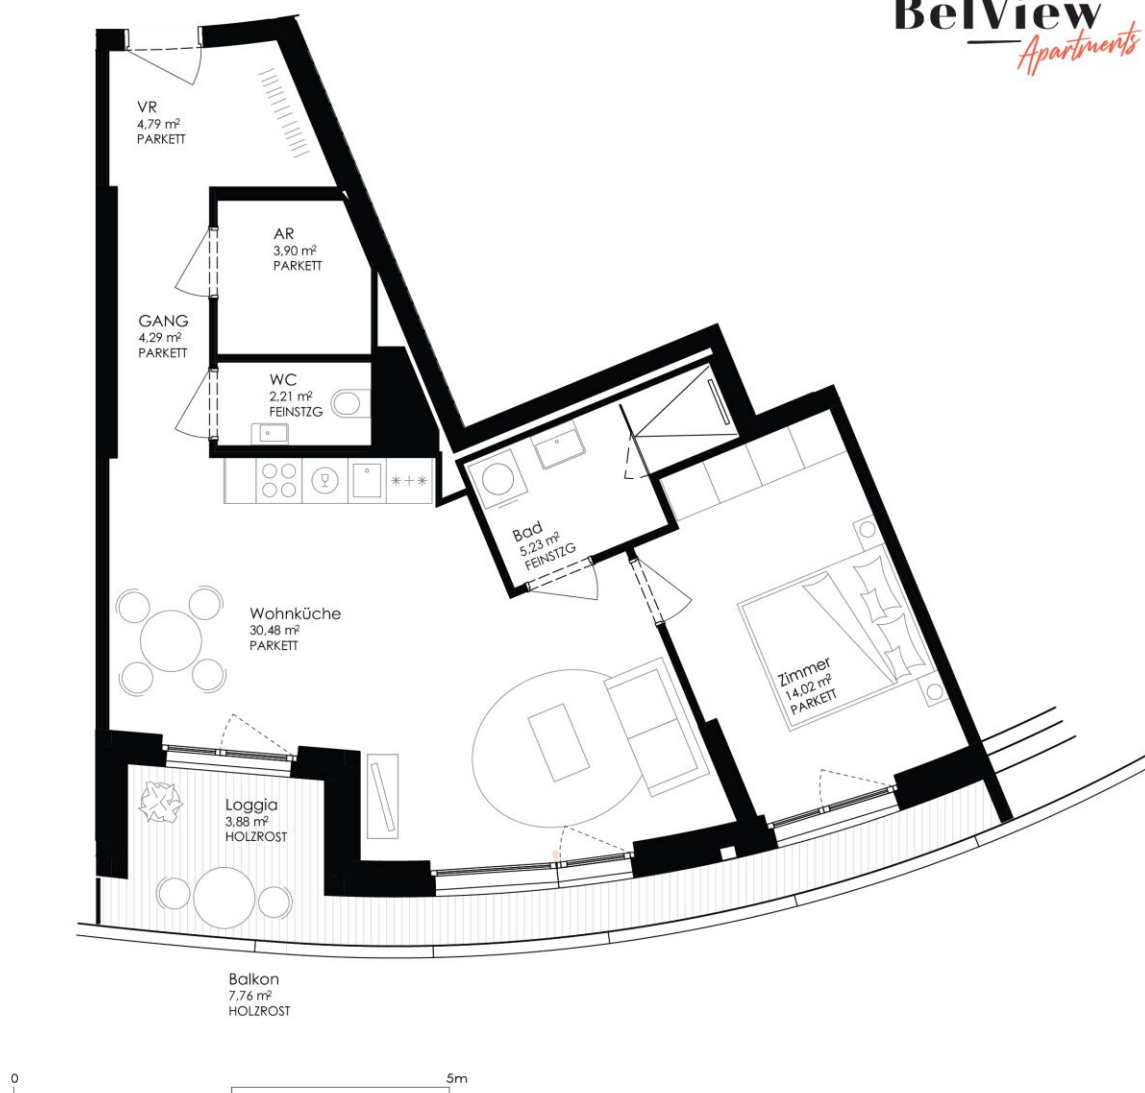 BelView
Apartments
VR
4,79 m²
PARKETT
AR
3,90 m²
PARKETT
GANG
4,29 m²
PARKETT
WC
2,21 m²
FEINSTZG
Bad
5,23 m²
FEINSTZG
Wohnküche
30,48 m²
PARKETT
Zimmer
14,02 m²
PARKETT
Loggia
3,88 m²
HOLZROST
Balkon
7,76 m²
HOLZROST
0 5m